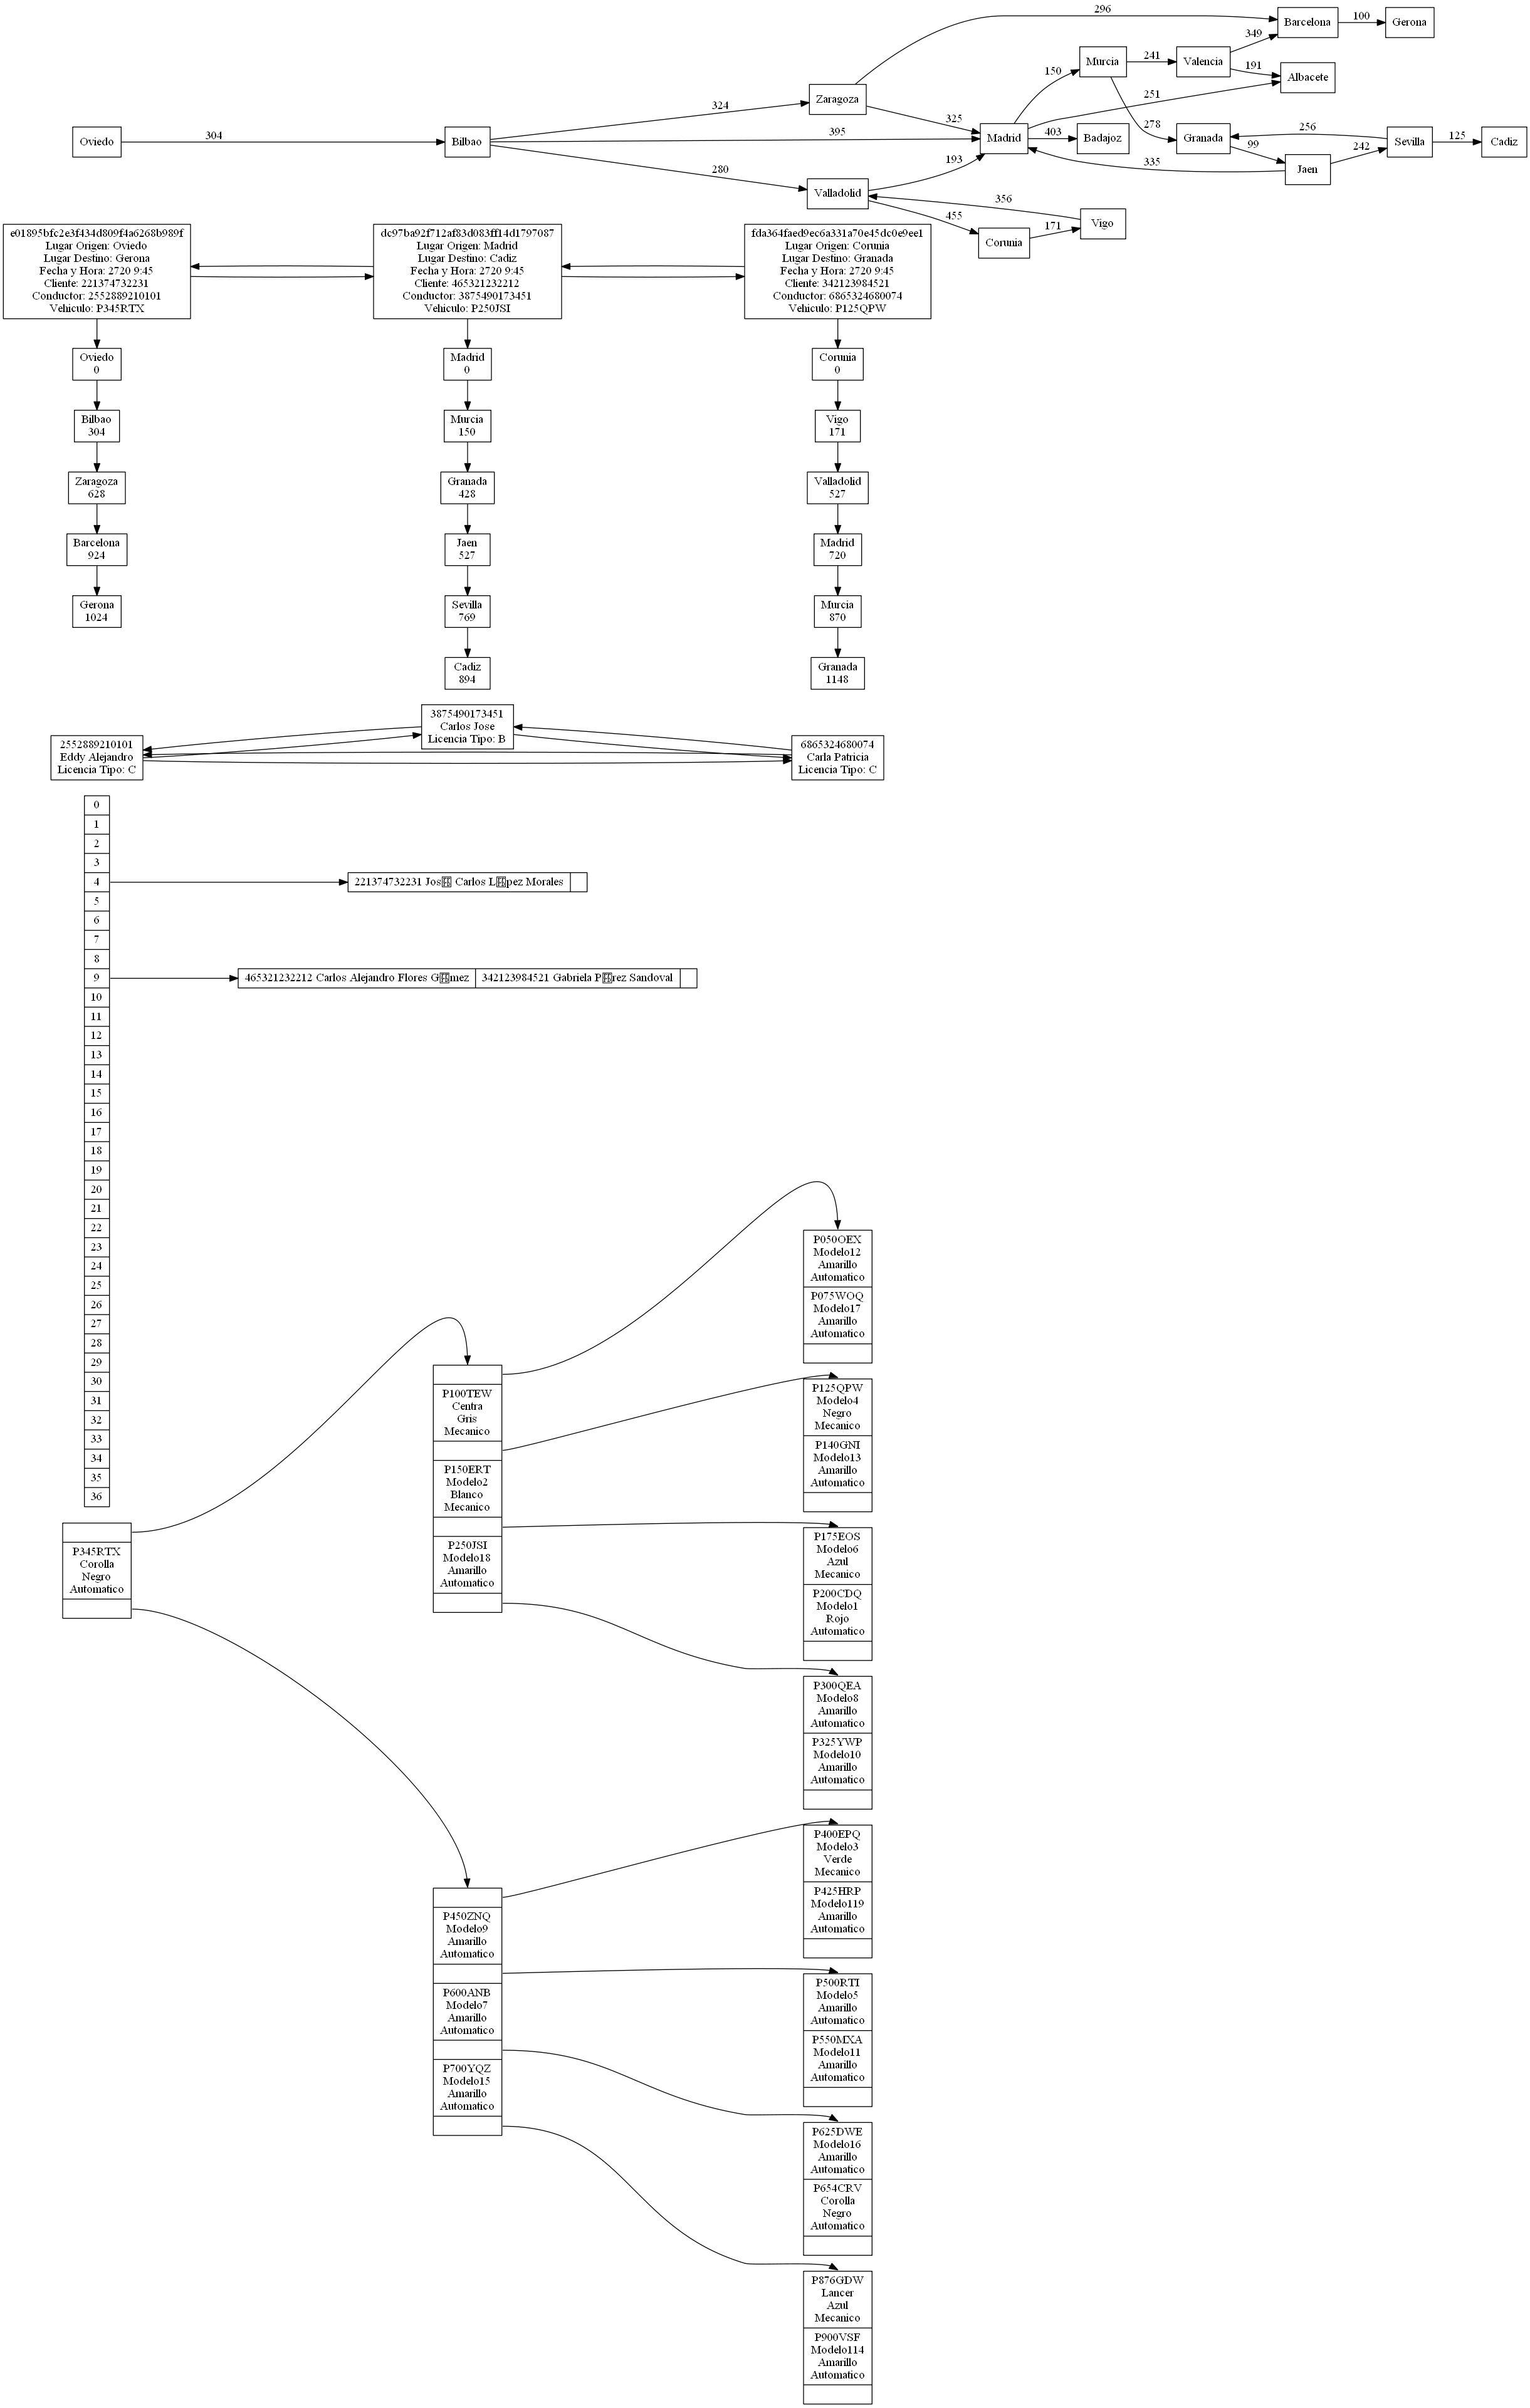 296
Barcelona
100
Gerona
349
Murcia
241
Valencia
191
Albacete
150
251
Zaragoza
324
325
Oviedo
304
Bilbao
395
Madrid
403
Badajoz
278
Granada
256
Sevilla
125
Cadiz
99
242
Jaen
335
280
193
Valladolid
356
455
Vigo
Corunia
171
e01895bfc2e3f434d809f4a6268b989f
Lugar Origen: Oviedo
Lugar Destino: Gerona
Fecha y Hora: 2720 9:45
Cliente: 221374732231
Conductor: 2552889210101
Vehiculo: P345RTX
dc97ba92f712af83d083ff14d1797087
Lugar Origen: Madrid
Lugar Destino: Cadiz
Fecha y Hora: 2720 9:45
Cliente: 465321232212
Conductor: 3875490173451
Vehiculo: P250JSI
fda364faed9ec6a331a70e45dc0e9ee1
Lugar Origen: Corunia
Lugar Destino: Granada
Fecha y Hora: 2720 9:45
Cliente: 342123984521
Conductor: 6865324680074
Vehiculo: P125QPW
Oviedo
0
Bilbao
304
Zaragoza
628
Barcelona
924
Gerona
1024
Madrid
0
Murcia
150
Granada
428
Jaen
527
Sevilla
769
Cadiz
894
Corunia
0
Vigo
171
Valladolid
527
Madrid
720
Murcia
870
Granada
1148
2552889210101
Eddy Alejandro
Licencia Tipo: C
3875490173451
Carlos Jose
Licencia Tipo: B
6865324680074
Carla Patricia
Licencia Tipo: C
0
1
2
3
4
221374732231 Jos Carlos L pez Morales
5
6
7
8
9
465321232212 Carlos Alejandro Flores G mez
342123984521 Gabriela P rez Sandoval
10
11
12
13
14
15
16
17
18
19
20
21
22
23
24
25
26
27
28
29
30
31
32
33
34
35
36
P345RTX
Corolla
Negro
Automatico
P100TEW
Centra
Gris
Mecanico
P150ERT
Modelo2
Blanco
Mecanico
P250JSI
Modelo18
Amarillo
Automatico
P450ZNQ
Modelo9
Amarillo
Automatico
P600ANB
Modelo7
Amarillo
Automatico
P700YQZ
Modelo15
Amarillo
Automatico
P050OEX
Modelo12
Amarillo
Automatico
P075WOQ
Modelo17
Amarillo
Automatico
P125QPW
Modelo4
Negro
Mecanico
P140GNI
Modelo13
Amarillo
Automatico
P175EOS
Modelo6
Azul
Mecanico
P200CDQ
Modelo1
Rojo
Automatico
P300QEA
Modelo8
Amarillo
Automatico
P325YWP
Modelo10
Amarillo
Automatico
P400EPQ
Modelo3
Verde
Mecanico
P425HRP
Modelo119
Amarillo
Automatico
P500RTI
Modelo5
Amarillo
Automatico
P550MXA
Modelo11
Amarillo
Automatico
P625DWE
Modelo16
Amarillo
Automatico
P654CRV
Corolla
Negro
Automatico
P876GDW
Lancer
Azul
Mecanico
P900VSF
Modelo114
Amarillo
Automatico